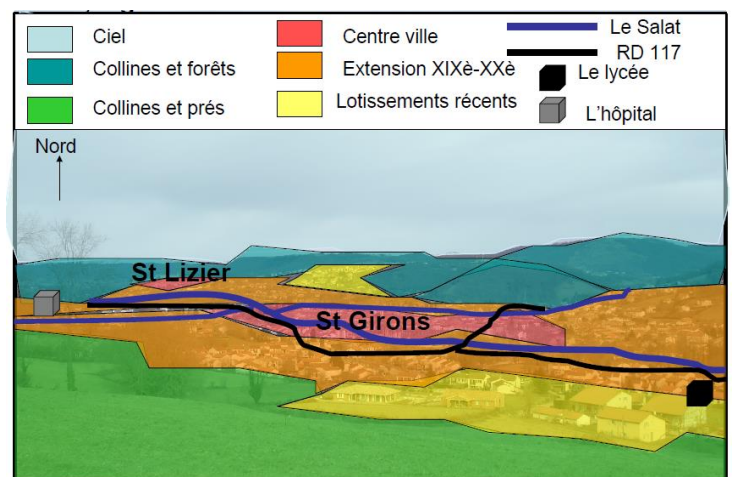 Ciel
Centre ville
Le Salat
RD 117
Collines et forêts
Extension XIXè-XXè
Le lycée
Collines et prés
Lotissements récents
L'hôpital
Nord
St Lizier
St Girons